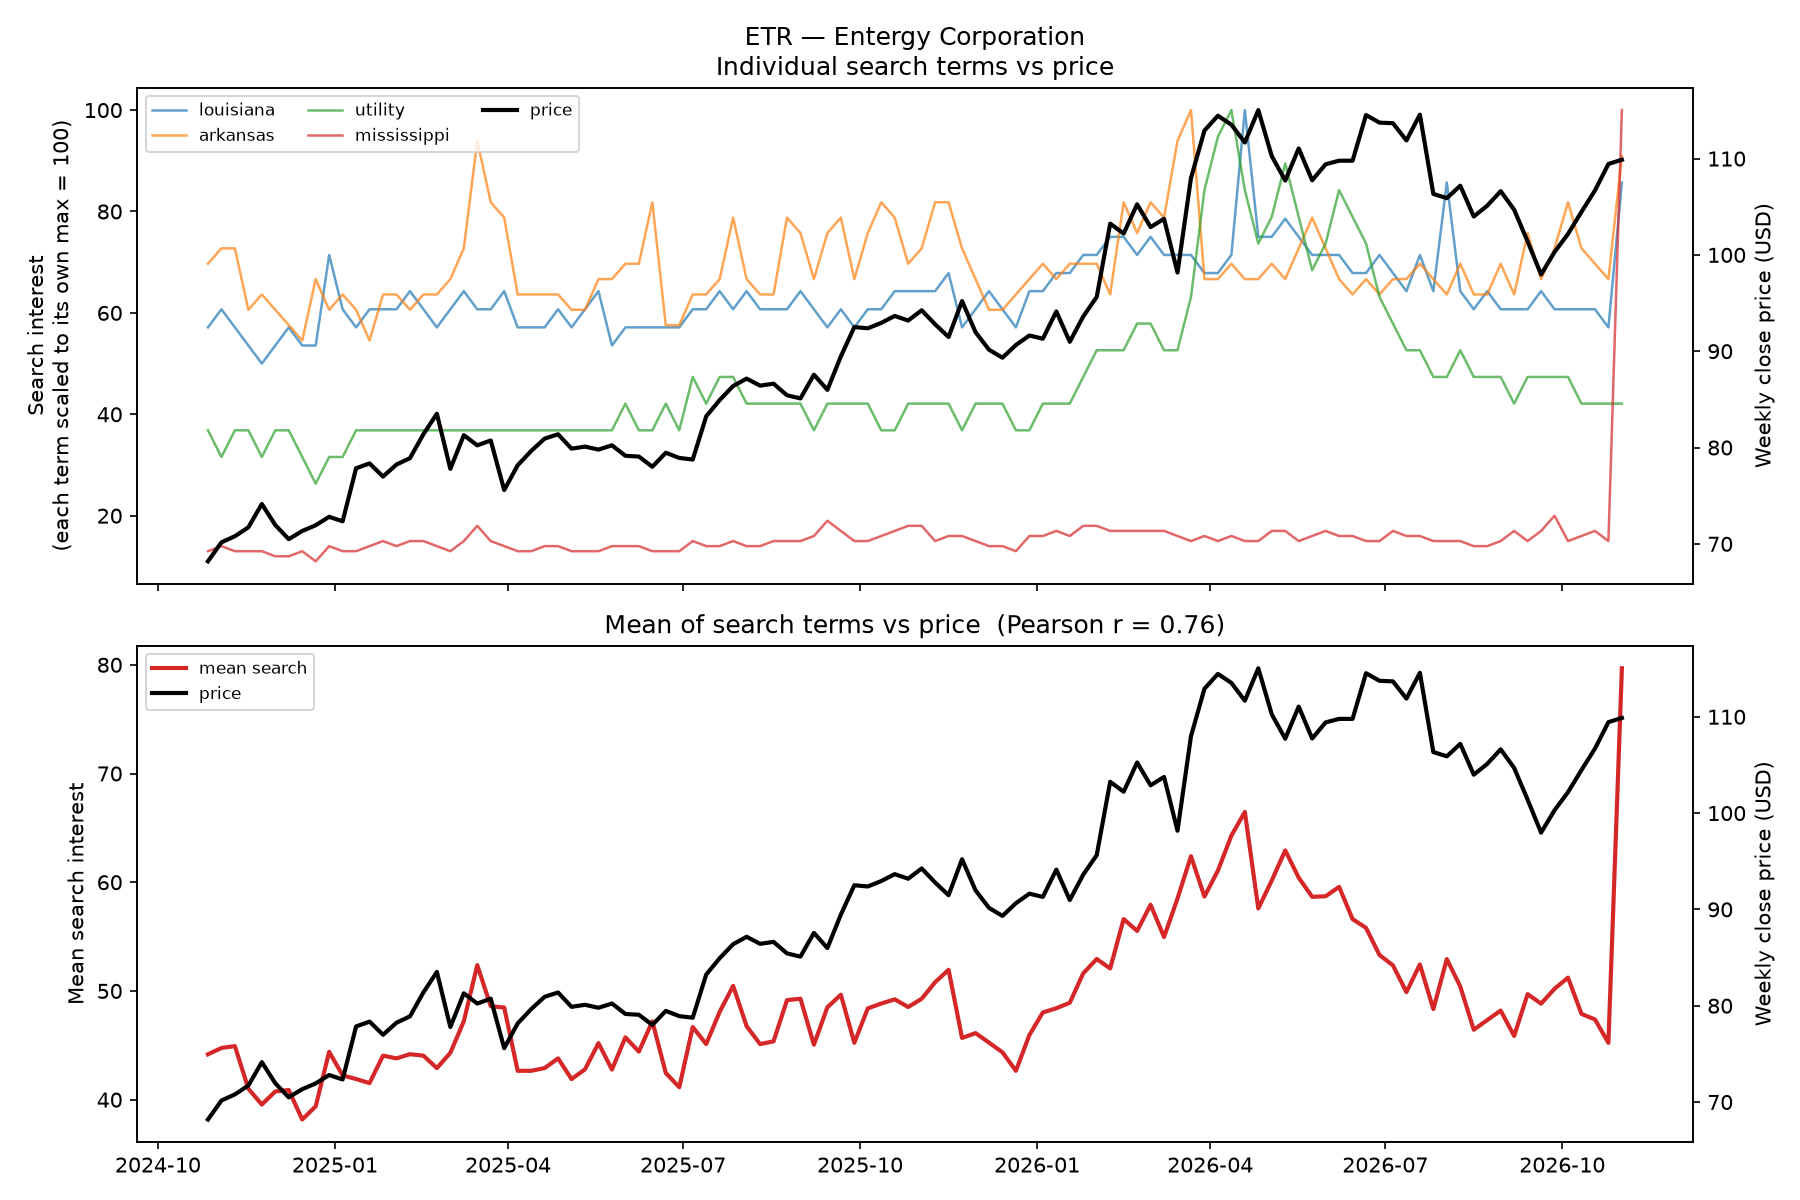 ETR — Entergy Corporation
Individual search terms vs price
louisiana
arkansas
utility
mississippi
price
Search interest
(each term scaled to its own max = 100)
100
80
60
40
20
110
100
90
80
70
Weekly close price (USD)
Mean of search terms vs price (Pearson r = 0.76)
mean search
price
Mean search interest
80
70
60
50
40
110
100
90
80
70
Weekly close price (USD)
2024-10 2025-01 2025-04 2025-07 2025-10 2026-01 2026-04 2026-07 2026-10